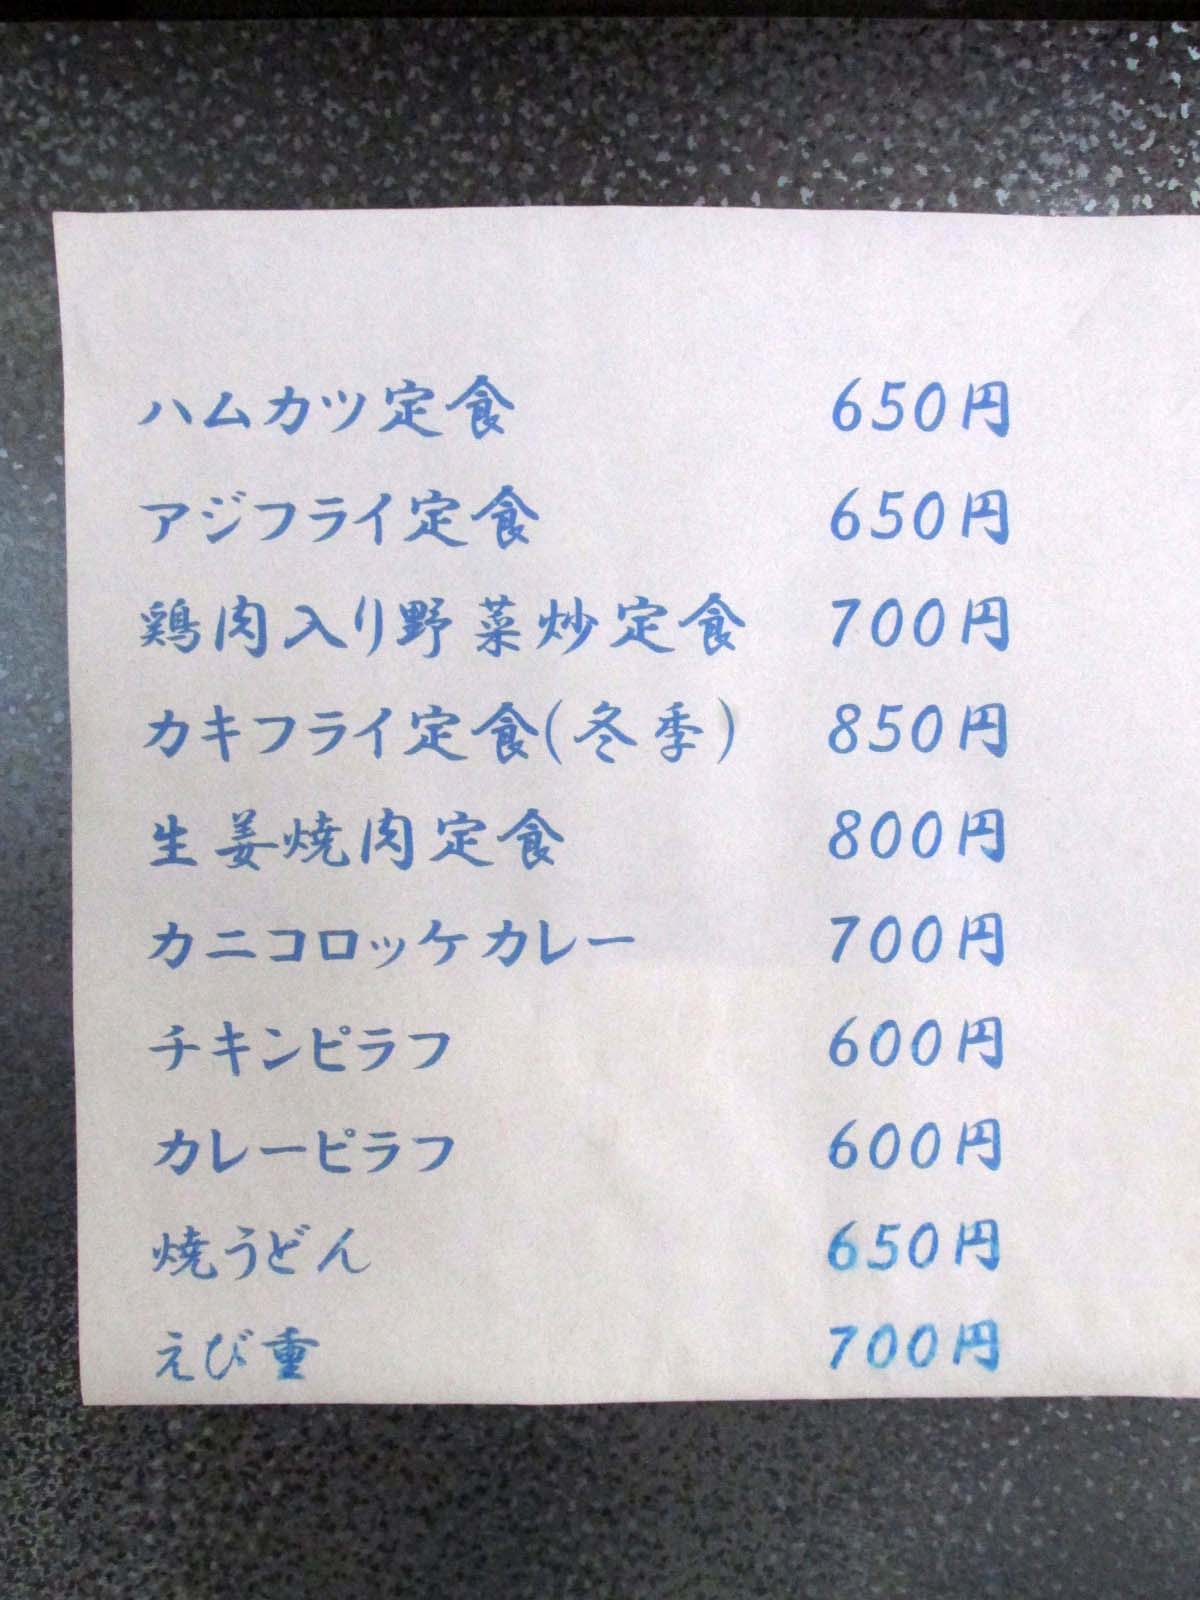 ハムカツ定食 650円
アジフライ定食 650円
鶏肉入り野菜炒定食 700円
カキフライ定食(冬季) 850円
生姜焼肉定食 800円
カニコロッケカレー 700円
チキンピラフ 600円
カレーピラフ 600円
焼うどん 650円
えび重 700円